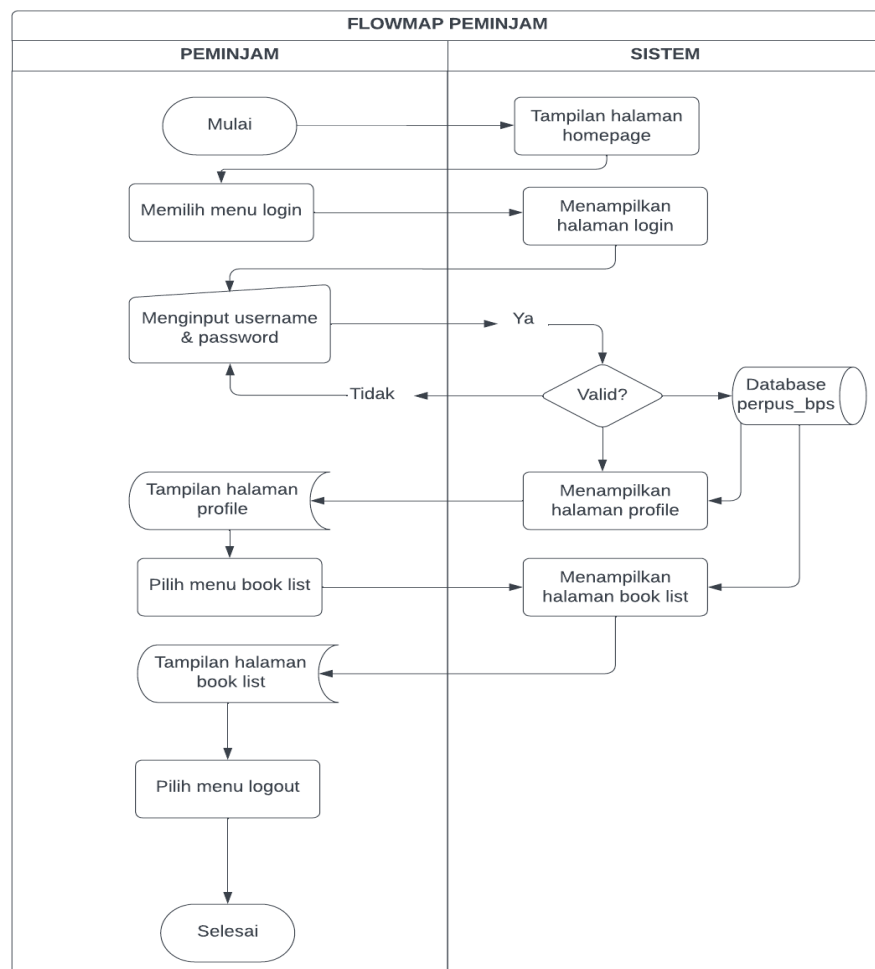 FLOWMAP PEMINJAM
PEMINJAM
SISTEM
Mulai
Tampilan halaman
homepage
Memilih menu login
Menampilkan
halaman login
Menginput username
& password
Ya
Tidak
Valid?
Database
perpus_bps
Tampilan halaman
profile
Menampilkan
halaman profile
Pilih menu book list
Menampilkan
halaman book list
Tampilan halaman
book list
Pilih menu logout
Selesai